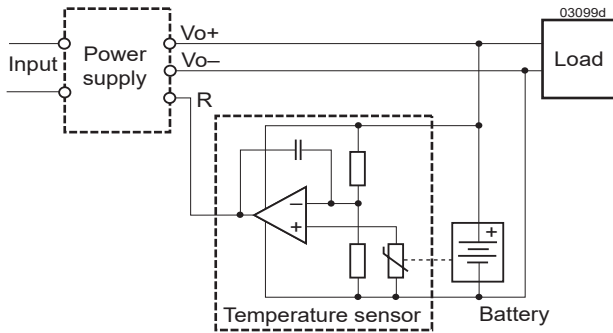 03099d
Vo+
Input
Power
supply
Vo–
Load
R
–
+
+
Temperature sensor
Battery